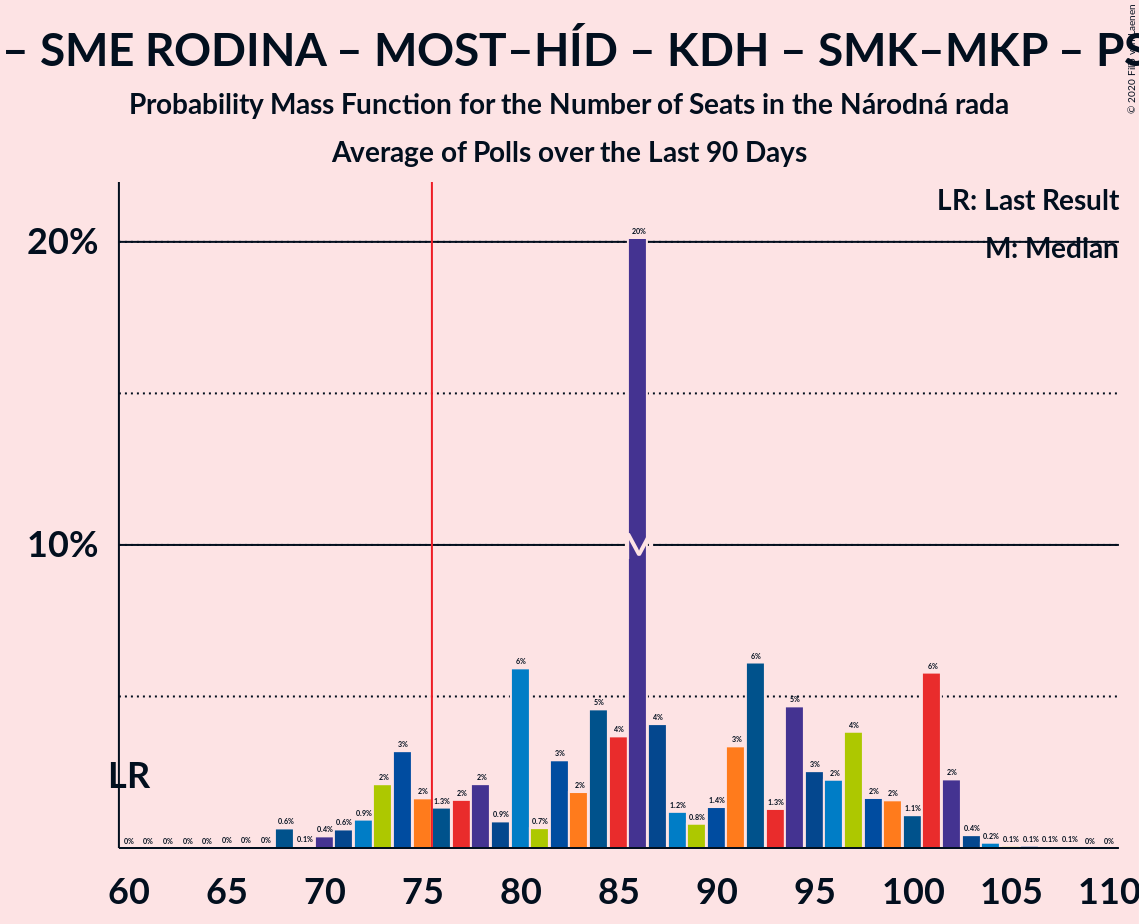 – SME RODINA – MOST–HÍD – KDH – SMK–MKP – PS
Probability Mass Function for the Number of Seats in the Národná rada
Average of Polls over the Last 90 Days
© 2020 Filip van Laenen
LR: Last Result
M: Median
20%
10%
LR
0% 0% 0% 0% 0% 0% 0% 0% 0.6% 0.1% 0.4% 0.6% 0.9% 2% 3% 2% 1.3% 2% 2% 0.9% 6% 0.7% 3% 2% 5% 4% 20% 4% 1.2% 0.8% 1.4% 3% 6% 1.3% 5% 3% 2% 4% 2% 2% 1.1% 6% 2% 0.4% 0.2% 0.1% 0.1% 0.1% 0.1% 0% 0%
60 65 70 75 80 85 90 95 100 105 110